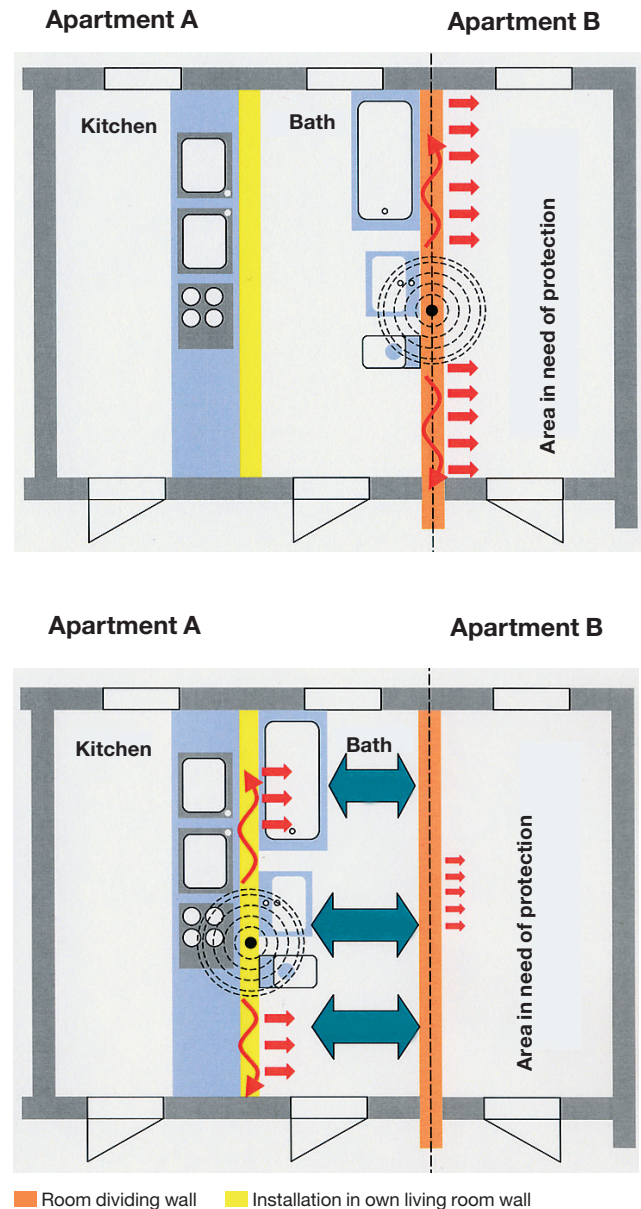 Apartment A
Apartment B
Kitchen
Bath
Area in need of protection
Apartment A
Apartment B
Kitchen
Bath
Area in need of protection
Room dividing wall
Installation in own living room wall